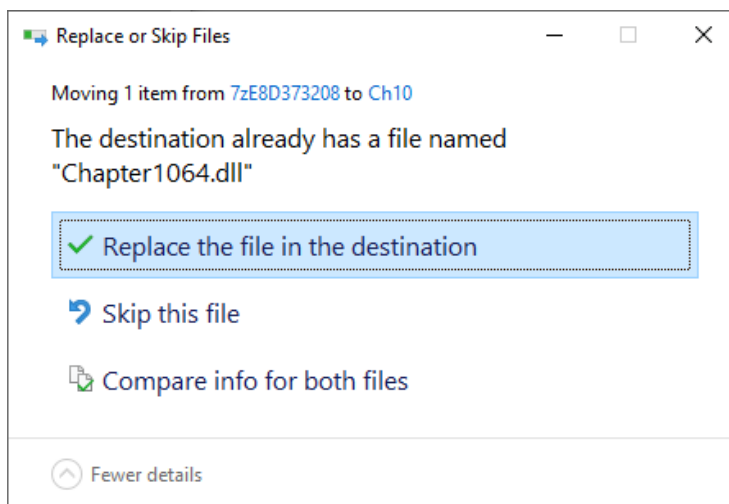 Replace or Skip Files
Moving 1 item from 7zE8D373208 to Ch10
The destination already has a file named
"Chapter1064.dll"
Replace the file in the destination
Skip this file
Compare info for both files
Fewer details